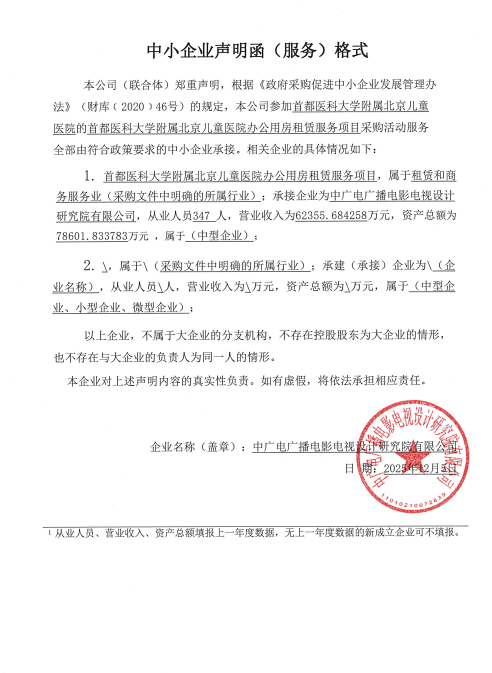 中小企业声明函（服务）格式
本公司（联合体）郑重声明，根据《政府采购促进中小企业发展管理办
法》（财库﹝2020﹞46号）的规定，本公司参加首都医科大学附属北京儿童
医院的首都医科大学附属北京儿童医院办公用房租赁服务项目采购活动服务
全部由符合政策要求的中小企业承接。相关企业的具体情况如下：
1. 首都医科大学附属北京儿童医院办公用房租赁服务项目，属于租赁和商
务服务业（采购文件中明确的所属行业）；承接企业为中广电广播电影电视设计
研究院有限公司，从业人员347 人，营业收入为62355.684258万元，资产总额为
78601.833783万元 ，属于（中型企业）；
2. \，属于\（采购文件中明确的所属行业）；承建（承接）企业为\（企
业名称），从业人员\人，营业收入为\万元，资产总额为\万元，属于（中型企
业、小型企业、微型企业）；
以上企业，不属于大企业的分支机构，不存在控股股东为大企业的情形，
也不存在与大企业的负责人为同一人的情形。
本企业对上述声明内容的真实性负责。如有虚假，将依法承担相应责任。
企业名称（盖章）：中广电广播电影电视设计研究院有限公司
日 期：2025年12月5日
中广电广播电影电视设计研究院有限公司
11010210072639
1 从业人员、营业收入、资产总额填报上一年度数据，无上一年度数据的新成立企业可不填报。